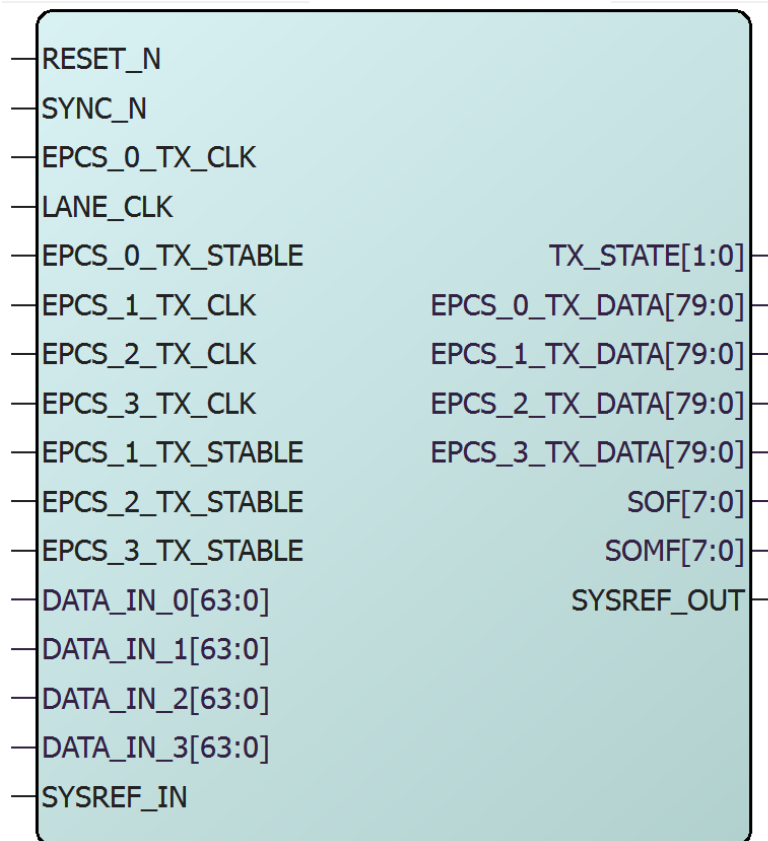 RESET_N
SYNC_N
EPCS_0_TX_CLK
LANE_CLK
EPCS_0_TX_STABLE
EPCS_1_TX_CLK
EPCS_2_TX_CLK
EPCS_3_TX_CLK
EPCS_1_TX_STABLE
EPCS_2_TX_STABLE
EPCS_3_TX_STABLE
DATA_IN_0[63:0]
DATA_IN_1[63:0]
DATA_IN_2[63:0]
DATA_IN_3[63:0]
SYSREF_IN
TX_STATE[1:0]
EPCS_0_TX_DATA[79:0]
EPCS_1_TX_DATA[79:0]
EPCS_2_TX_DATA[79:0]
EPCS_3_TX_DATA[79:0]
SOF[7:0]
SOMF[7:0]
SYSREF_OUT